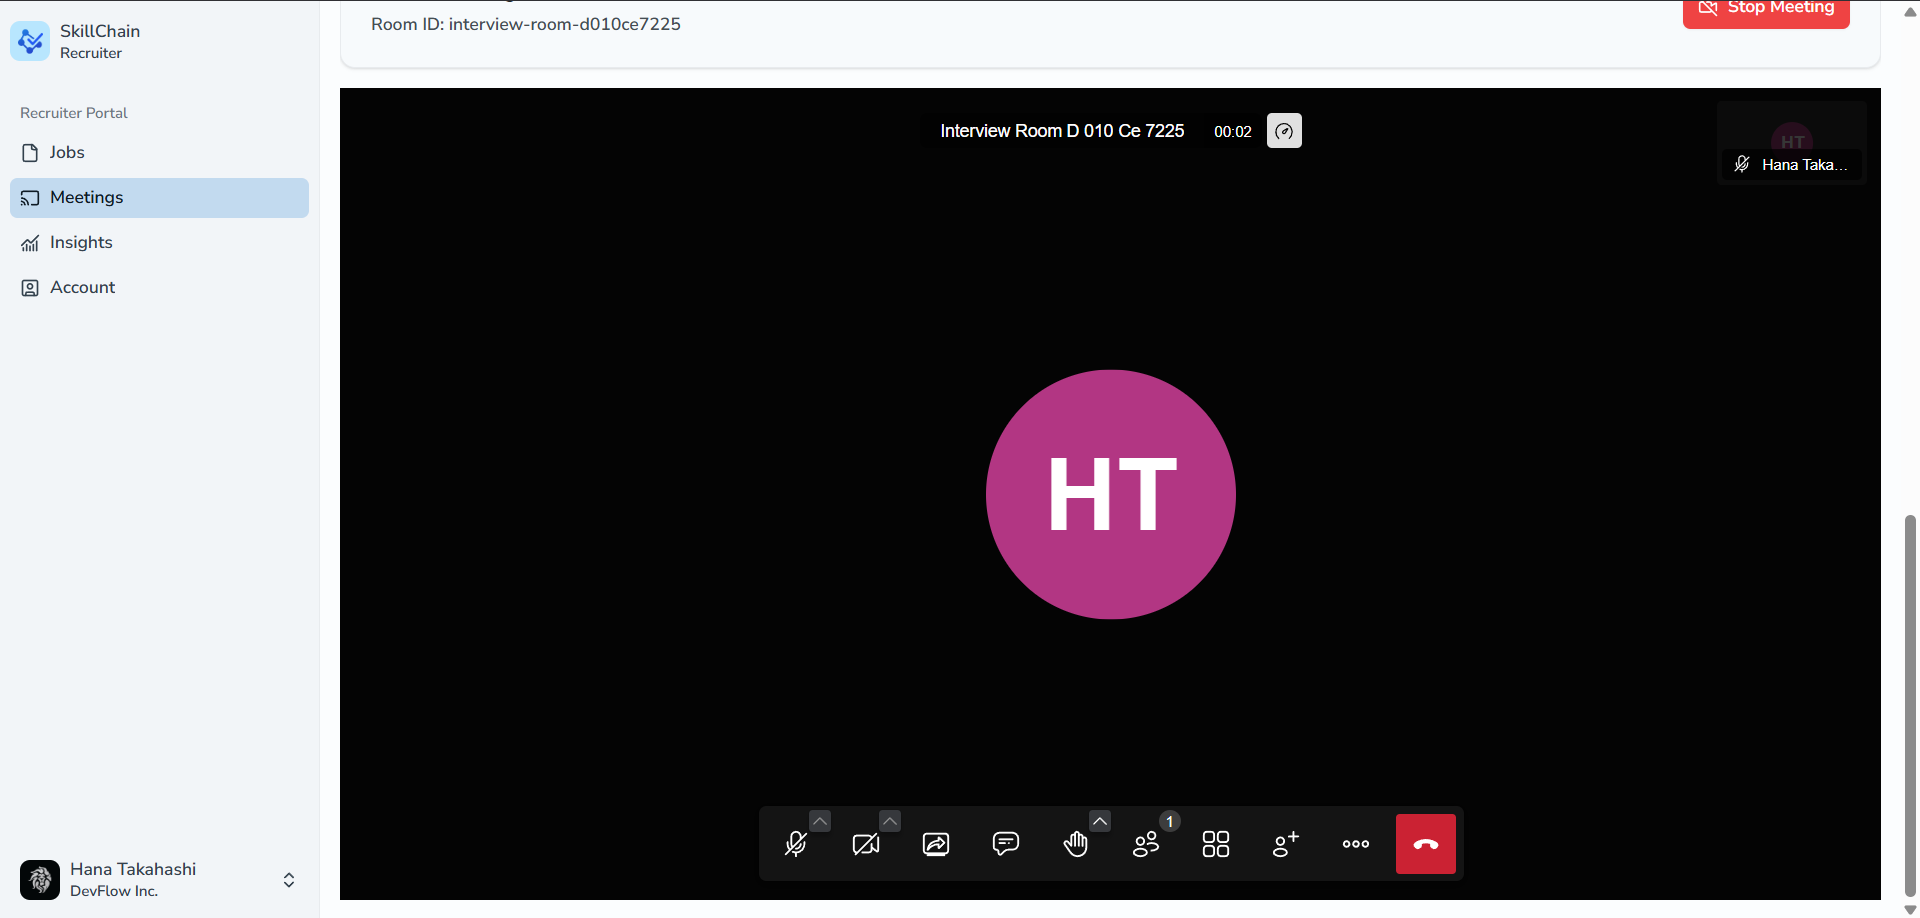 SkillChain
Recruiter
Recruiter Portal
Jobs
Meetings
Insights
Account
Hana Takahashi
DevFlow Inc.
Room ID: interview-room-d010ce7225
Stop Meeting
Interview Room D 010 Ce 7225
00:02
HT
Hana Taka...
HT
1